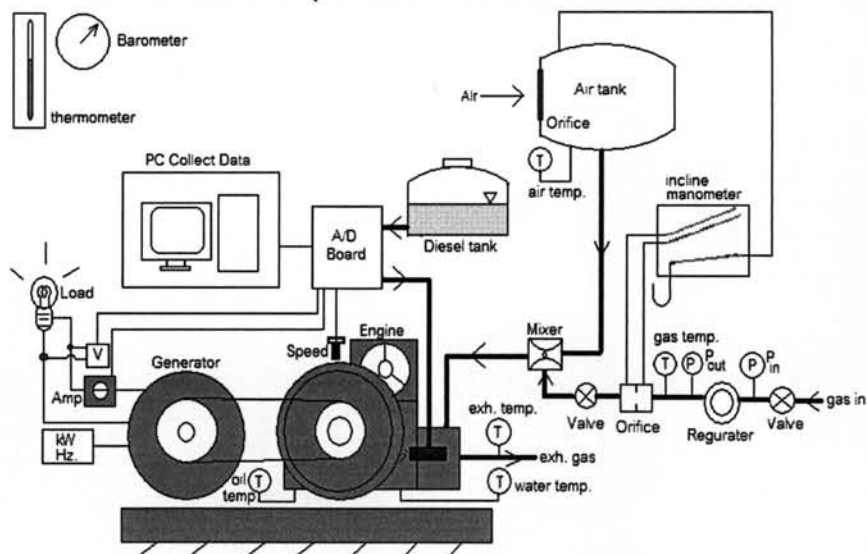 Barometer
thermometer
Air
Air tank
Orifice
T
air temp.
PC Collect Data
A/D
Board
Diesel tank
incline
manometer
Load
V
Amp
Generator
Speed
Engine
Mixer
gas temp.
T
P
P out
P
P in
gas in
Valve
Orifice
Regurater
Valve
kW
Hz.
exh. temp.
T
exh. gas
oil
temp
T
T
water temp.